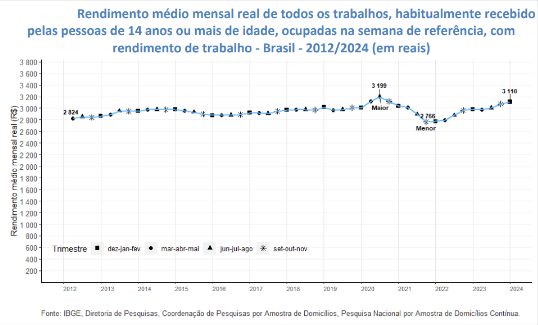 Rendimento médio mensal real de todos os trabalhos, habitualmente recebido
pelas pessoas de 14 anos ou mais de idade, ocupadas na semana de referência, com
rendimento de trabalho - Brasil - 2012/2024 (em reais)
Rendimento médio mensal real (R$)
3 800
3 600
3 400
3 200
3 000
2 800
2 600
2 400
2 200
2 000
1 800
1 600
1 400
1 200
1 000
800
600
400
200
2 824
3 199
Maior
2 766
Menor
3 110
Trimestre dez-jan-fev mar-abr-mai jun-jul-ago set-out-nov
2012 2013 2014 2015 2016 2017 2018 2019 2020 2021 2022 2023 2024
Fonte: IBGE, Diretoria de Pesquisas, Coordenação de Pesquisas por Amostra de Domicílios, Pesquisa Nacional por Amostra de Domicílios Contínua.